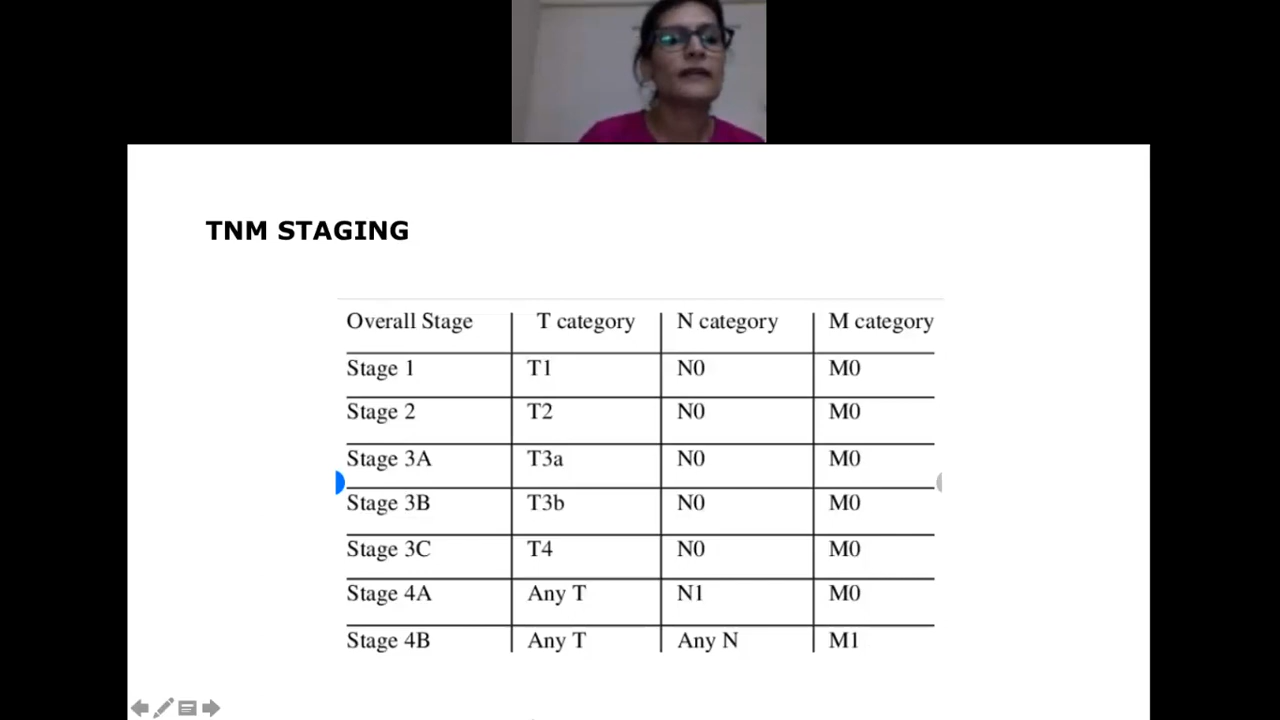 TNM STAGING
Overall Stage T category N category M category
Stage 1 T1 N0 M0
Stage 2 T2 N0 M0
Stage 3A T3a N0 M0
Stage 3B T3b N0 M0
Stage 3C T4 N0 M0
Stage 4A Any T N1 M0
Stage 4B Any T Any N M1